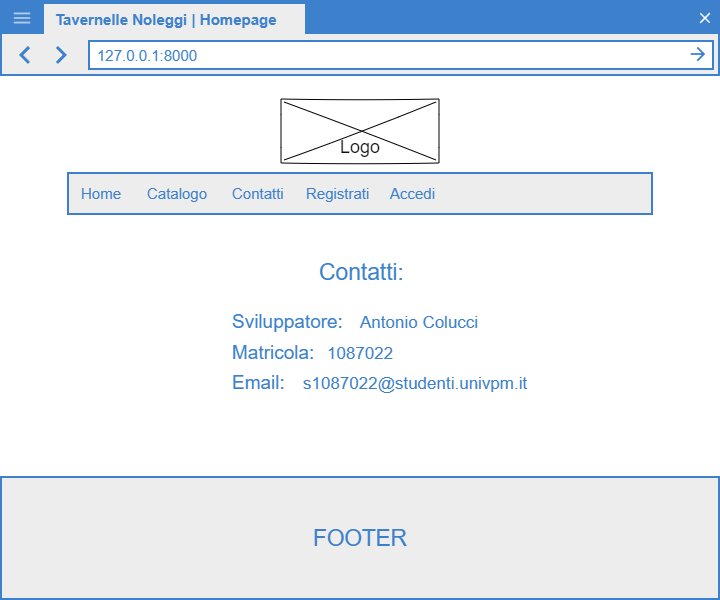 Tavernelle Noleggi | Homepage
127.0.0.1:8000
Logo
Home Catalogo Contatti Registrati Accedi
Contatti:
Sviluppatore: Antonio Colucci
Matricola: 1087022
Email: s1087022@studenti.univpm.it
FOOTER